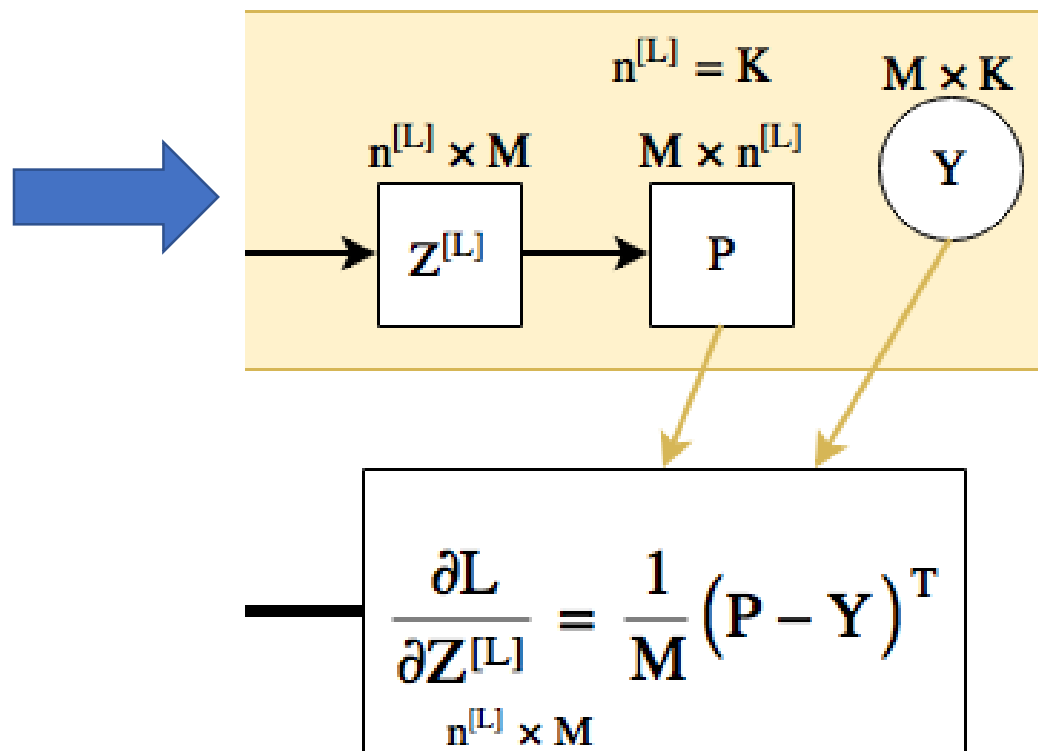 n^[L] = K
M × K
n^[L] × M
M × n^[L]
Y
Z^[L]
P
∂L/∂Z^[L] = 1/M (P − Y)^T
n^[L] × M